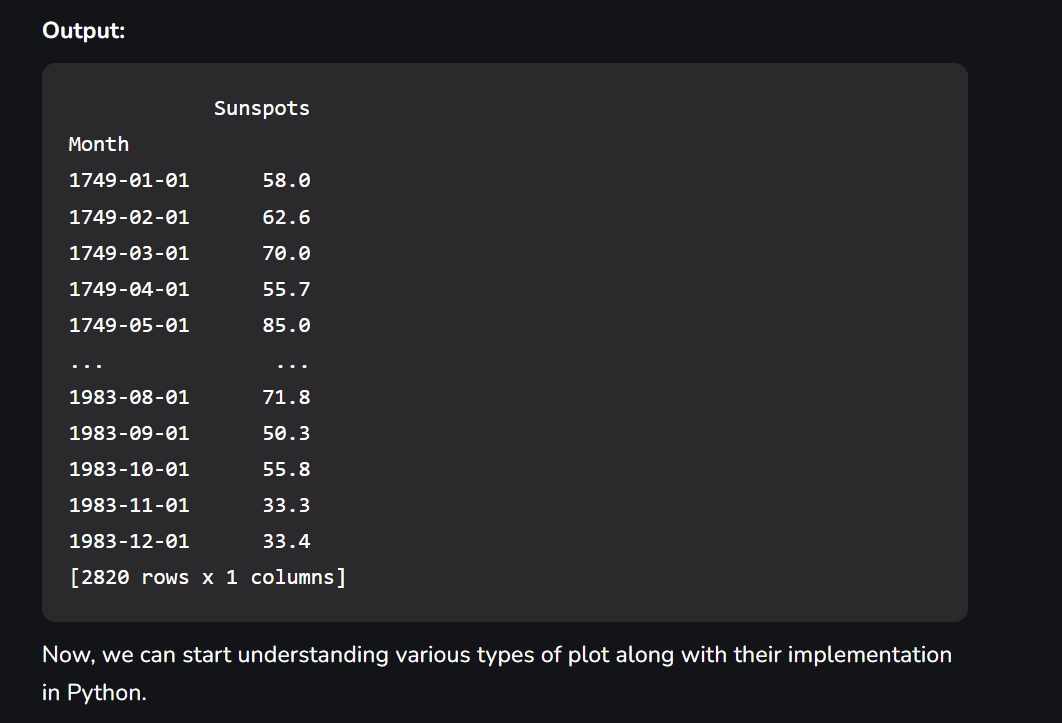 Output:
Sunspots
Month
1749-01-01 58.0
1749-02-01 62.6
1749-03-01 70.0
1749-04-01 55.7
1749-05-01 85.0
... ...
1983-08-01 71.8
1983-09-01 50.3
1983-10-01 55.8
1983-11-01 33.3
1983-12-01 33.4
[2820 rows x 1 columns]
Now, we can start understanding various types of plot along with their implementation
in Python.